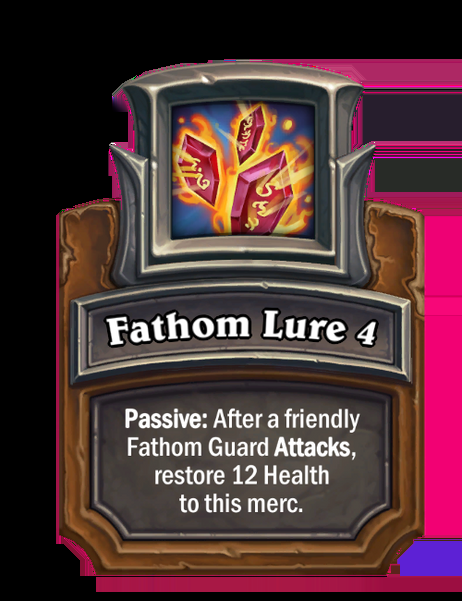 Fathom Lure 4
Passive: After a friendly
Fathom Guard Attacks,
restore 12 Health
to this merc.